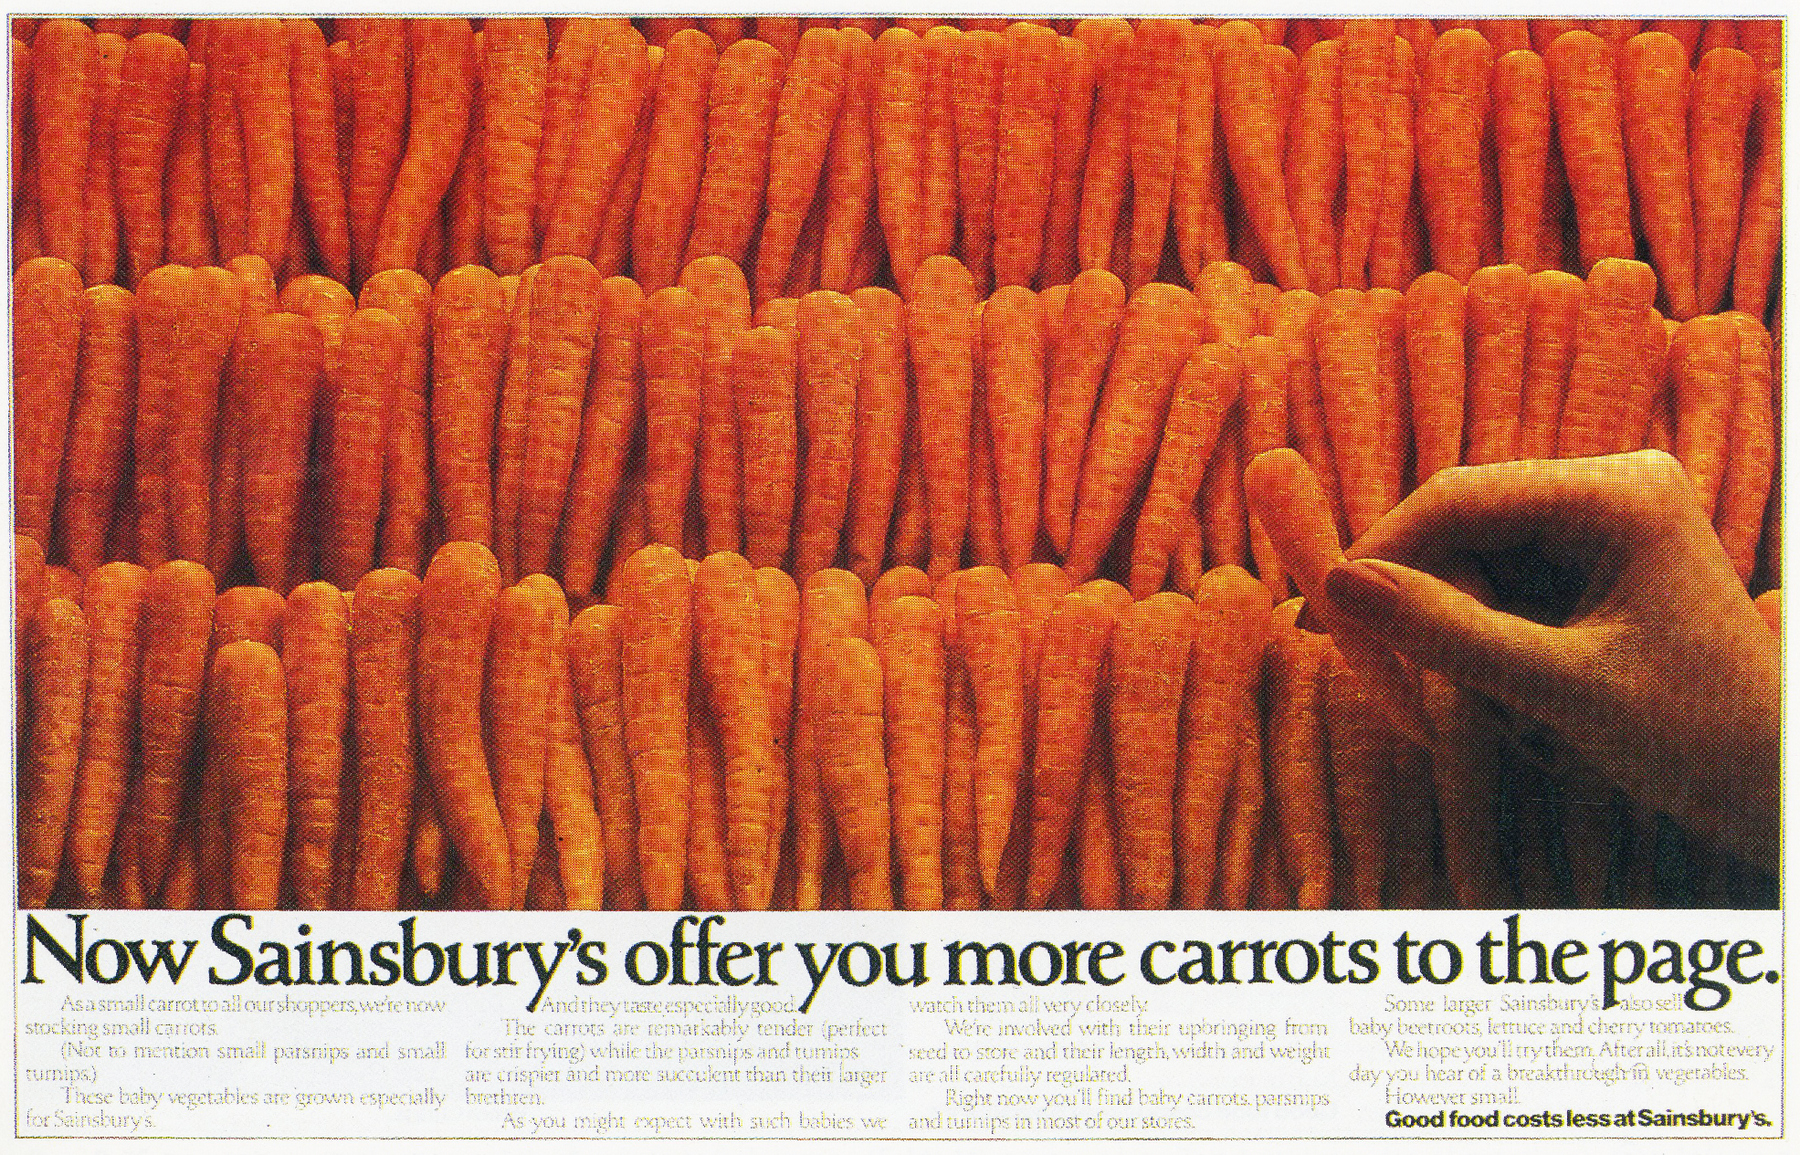 Now Sainsbury's offer you more carrots to the page.
As a small carrot to all our shoppers, we're now
stocking small carrots.
(Not to mention small parsnips and small
turnips.)
These baby vegetables are grown especially
for Sainsbury's.
And they taste especially good.
The carrots are remarkably tender (perfect
for stir frying) while the parsnips and turnips
are crispier and more succulent than their larger
brethren.
As you might expect with such babies we
watch them all very closely.
We're involved with their upbringing from
seed to store and their length, width and weight
are all carefully regulated.
Right now you'll find baby carrots, parsnips
and turnips in most of our stores.
Some larger Sainsbury's also sell
baby beetroots, lettuce and cherry tomatoes.
We hope you'll try them. After all, it's not every
day you hear of a breakthrough in vegetables.
However small.
Good food costs less at Sainsbury's.